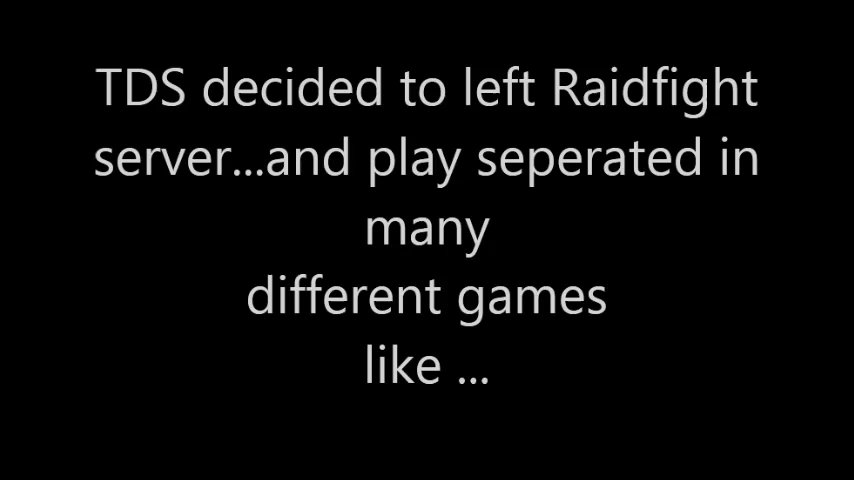 TDS decided to left Raidfight
server...and play seperated in
many
different games
like ...